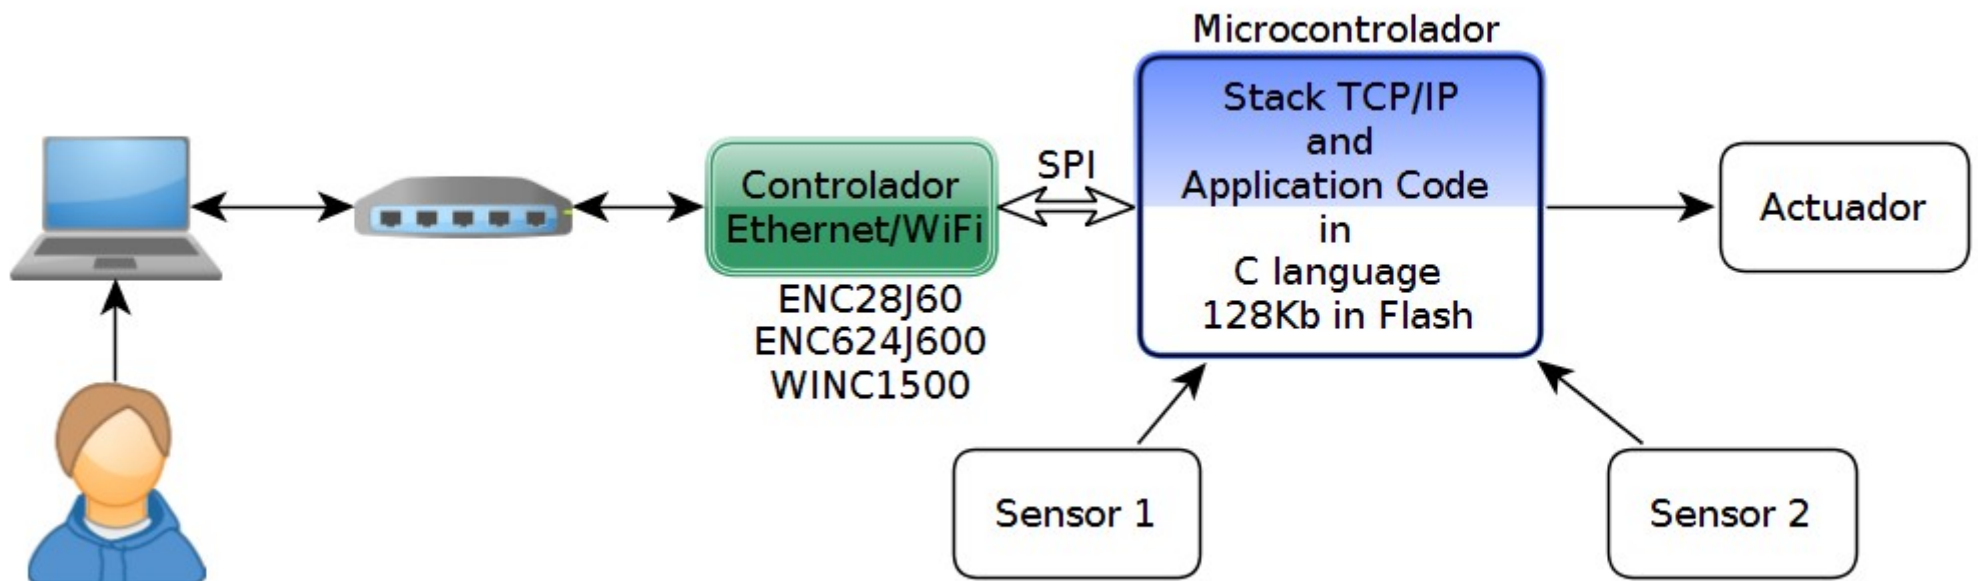 Microcontrolador
Stack TCP/IP
and
Application Code
in
C language
128Kb in Flash
SPI
Controlador
Ethernet/WiFi
ENC28J60
ENC624J600
WINC1500
Actuador
Sensor 1
Sensor 2